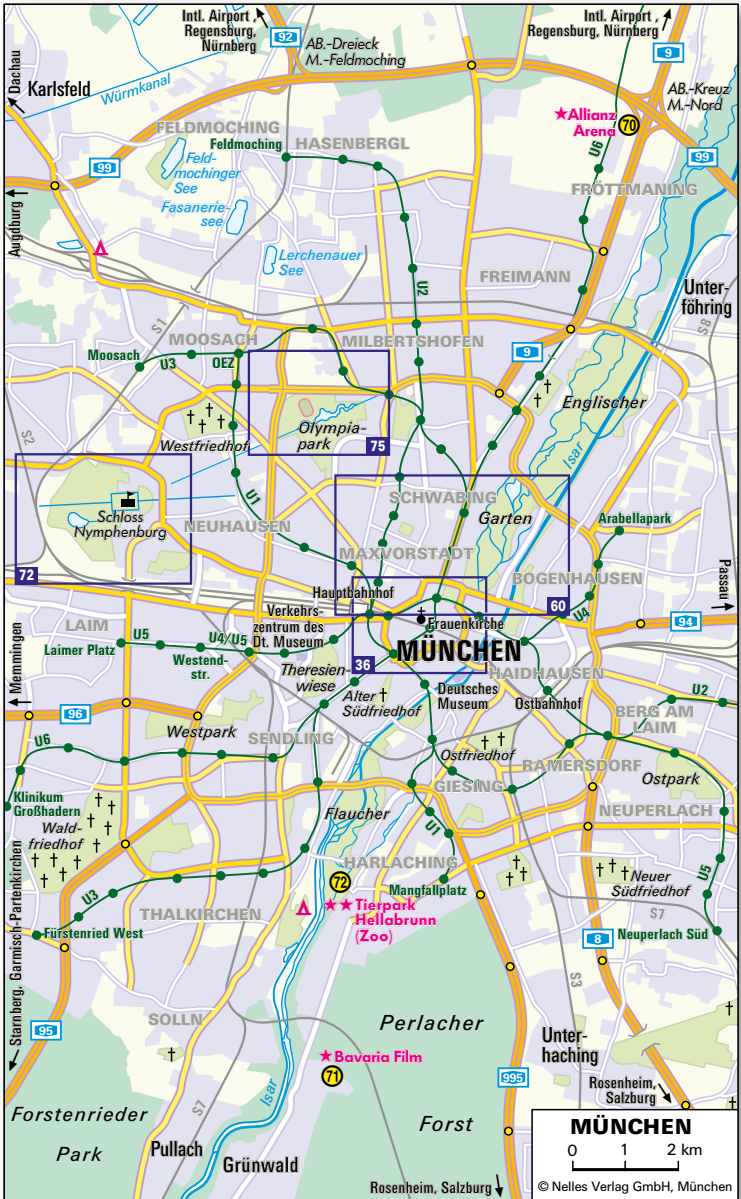 Intl. Airport,
Regensburg,
Nürnberg
92
AB.-Dreieck
M.-Feldmoching
Intl. Airport,
Regensburg, Nürnberg
9
AB.-Kreuz
M.-Nord
Dachau
Karlsfeld
Würmkanal
★Allianz
Arena
70
FELDMOCHING
Feldmoching
HASENBERGL
U6
99
99
Feld-
mochinger
See
Fasanerie-
see
FRÖTTMANING
Augdburg
Lerchenauer
See
U2
FREIMANN
Unter-
föhring
S1
S8
MOOSACH
MILBERTSHOFEN
Moosach
U3
OEZ
9
Englischer
Isar
S2
Westfriedhof
Olympia-
park
75
U1
SCHWABING
Garten
Arabellapark
Schloss
Nymphenburg
NEUHAUSEN
MAXVORSTADT
72
BOGENHAUSEN
Passau
Hauptbahnhof
60
U4
Verkehrs-
zentrum des
Dt. Museum
Frauenkirche
94
LAIM
U5
U4/U5
MÜNCHEN
Laimer Platz
Westend-
str.
36
HAIDHAUSEN
Memmingen
Theresien-
wiese
Alter
Südfriedhof
Deutsches
Museum
Ostbahnhof
U2
96
Westpark
BERG AM
LAIM
U6
SENDLING
Ostfriedhof
RAMERSDORF
Ostpark
GIESING
Klinikum
Großhadern
Flaucher
NEUPERLACH
Wald-
friedhof
U1
HARLACHING
U5
72
Mangfallplatz
Neuer
Südfriedhof
U3
★★Tierpark
Hellabrunn
(Zoo)
THALKIRCHEN
S7
Fürstenried West
8
Neuperlach Süd
Starnberg, Garmisch-Partenkirchen
S3
95
SOLLN
Perlacher
Unter-
haching
★Bavaria Film
71
995
Isar
Rosenheim,
Salzburg
Forstenrieder
Park
S7
Forst
Pullach
Grünwald
Rosenheim, Salzburg
MÜNCHEN
0 1 2 km
© Nelles Verlag GmbH, München